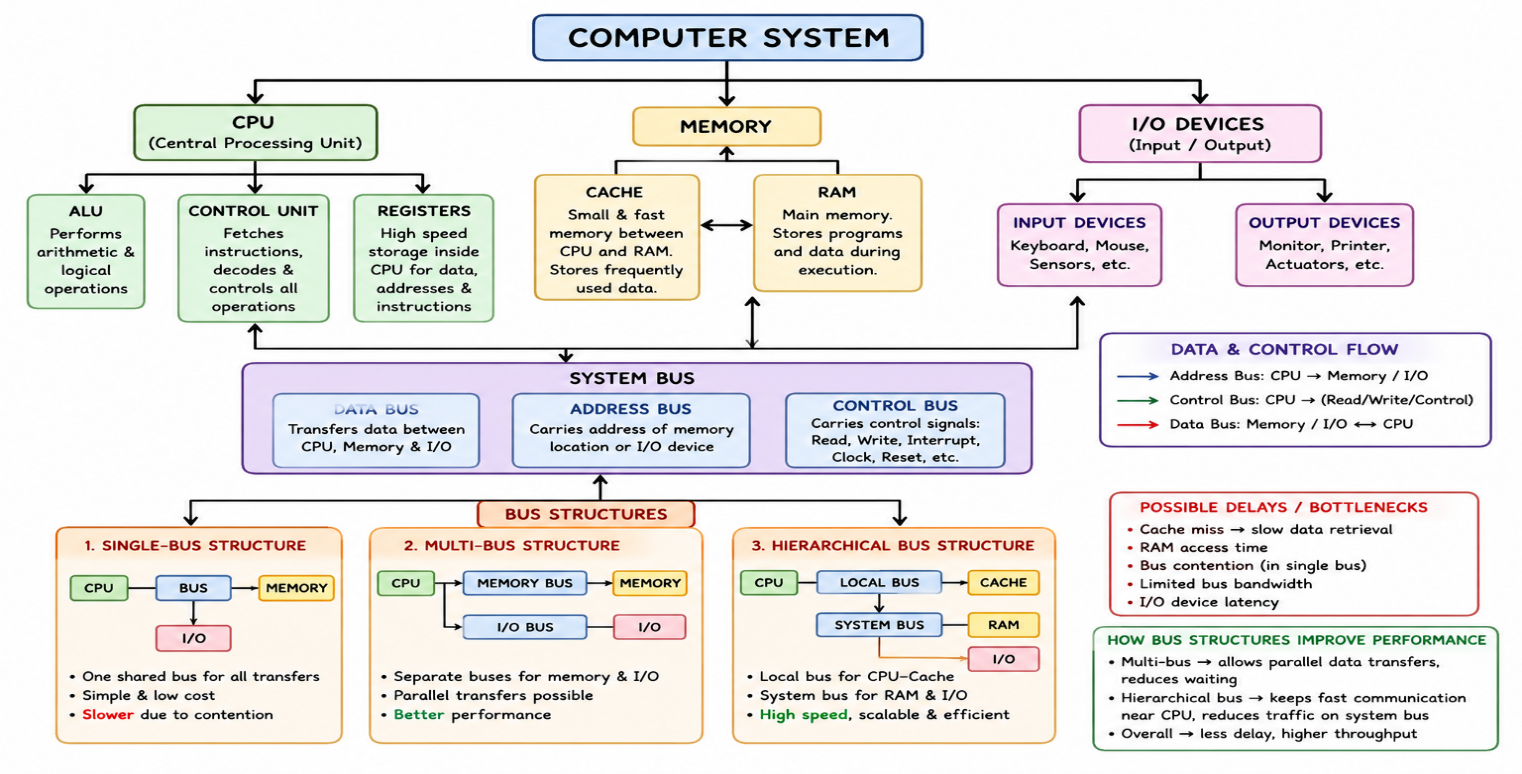 COMPUTER SYSTEM
CPU
(Central Processing Unit)
MEMORY
I/O DEVICES
(Input / Output)
ALU
Performs
arithmetic &
logical
operations
CONTROL UNIT
Fetches
instructions,
decodes &
controls all
operations
REGISTERS
High speed
storage inside
CPU for data,
addresses &
instructions
CACHE
Small & fast
memory between
CPU and RAM.
Stores frequently
used data.
RAM
Main memory.
Stores programs
and data during
execution.
INPUT DEVICES
Keyboard, Mouse,
Sensors, etc.
OUTPUT DEVICES
Monitor, Printer,
Actuators, etc.
SYSTEM BUS
DATA BUS
Transfers data between
CPU, Memory & I/O
ADDRESS BUS
Carries address of memory
location or I/O device
CONTROL BUS
Carries control signals:
Read, Write, Interrupt,
Clock, Reset, etc.
DATA & CONTROL FLOW
Address Bus: CPU → Memory / I/O
Control Bus: CPU → (Read/Write/Control)
Data Bus: Memory / I/O ↔ CPU
BUS STRUCTURES
1. SINGLE-BUS STRUCTURE
CPU
BUS
MEMORY
I/O
• One shared bus for all transfers
• Simple & low cost
• Slower due to contention
2. MULTI-BUS STRUCTURE
CPU
MEMORY BUS
MEMORY
I/O BUS
I/O
• Separate buses for memory & I/O
• Parallel transfers possible
• Better performance
3. HIERARCHICAL BUS STRUCTURE
CPU
LOCAL BUS
CACHE
SYSTEM BUS
RAM
I/O
• Local bus for CPU–Cache
• System bus for RAM & I/O
• High speed, scalable & efficient
POSSIBLE DELAYS / BOTTLENECKS
• Cache miss → slow data retrieval
• RAM access time
• Bus contention (in single bus)
• Limited bus bandwidth
• I/O device latency
HOW BUS STRUCTURES IMPROVE PERFORMANCE
• Multi-bus → allows parallel data transfers,
reduces waiting
• Hierarchical bus → keeps fast communication
near CPU, reduces traffic on system bus
• Overall → less delay, higher throughput